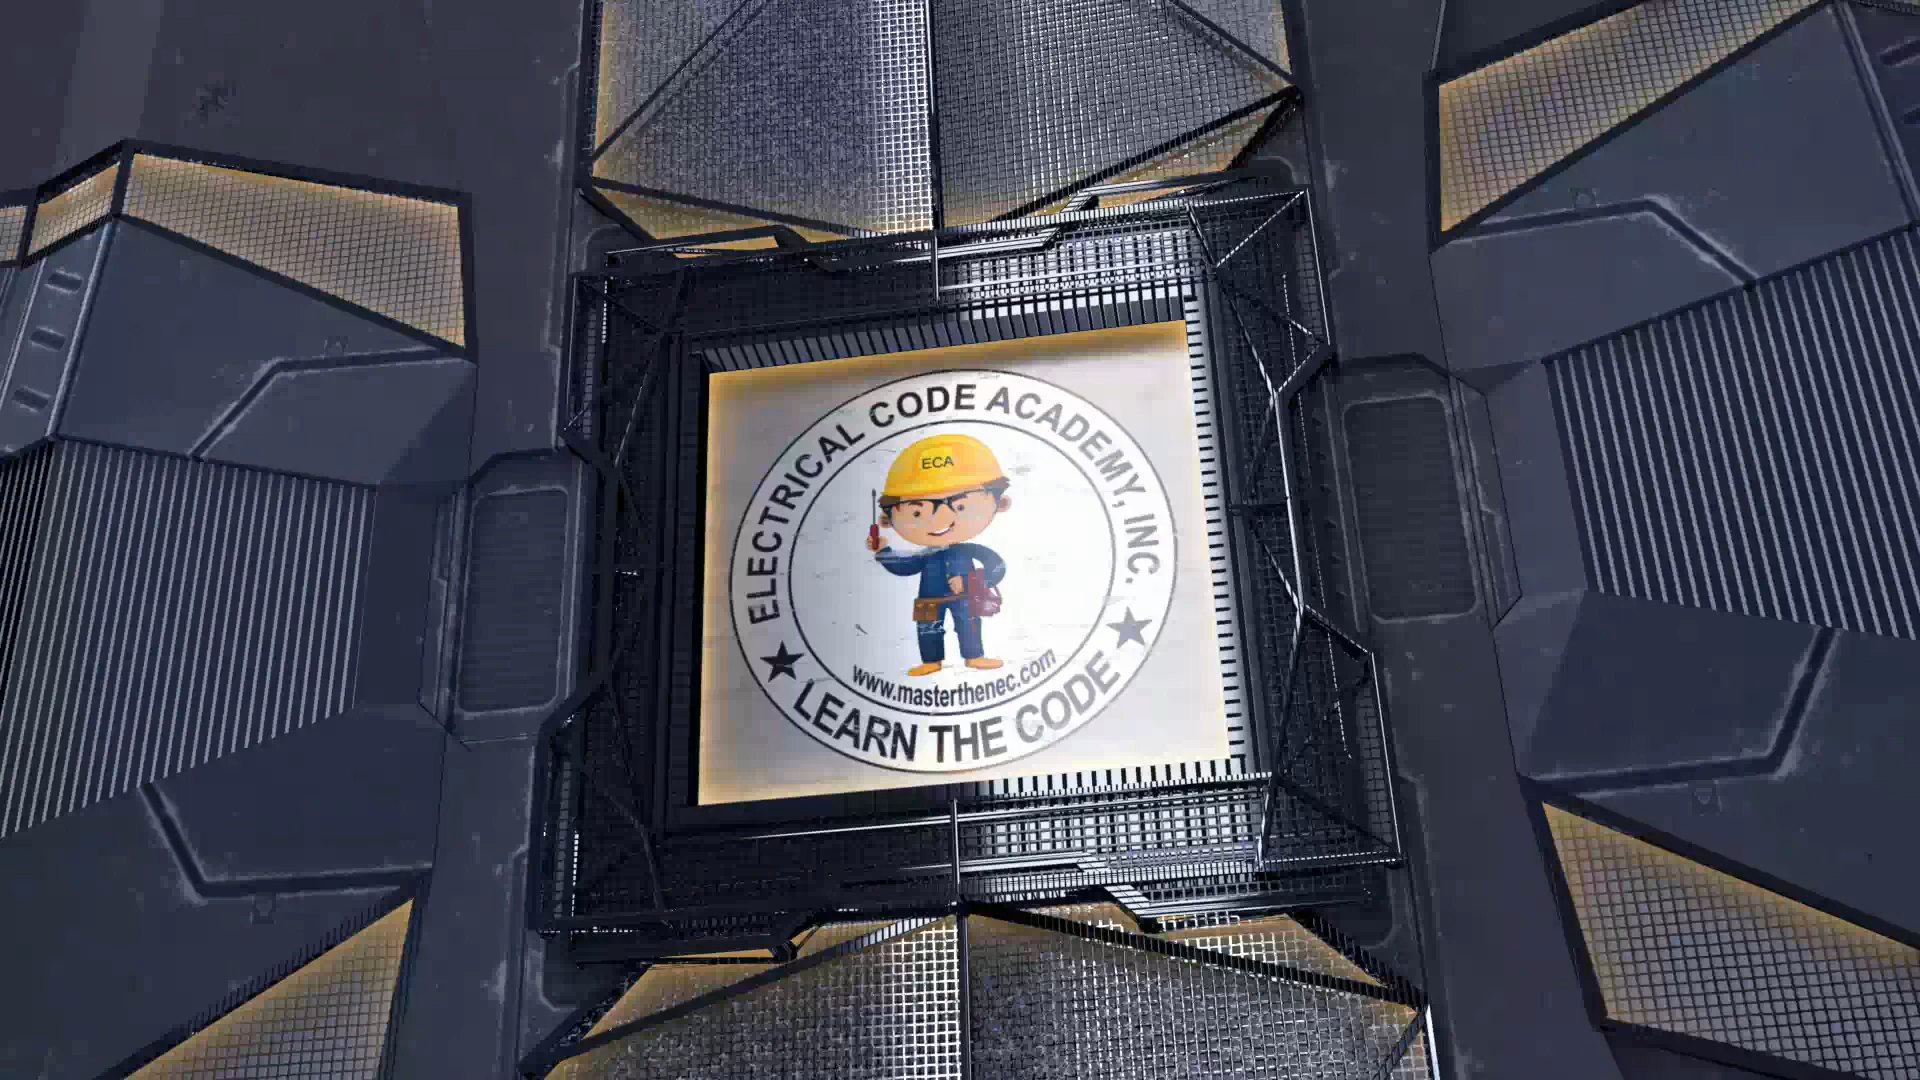 ELECTRICAL CODE ACADEMY, INC.
ECA
www.masterthenec.com
★ LEARN THE CODE ★